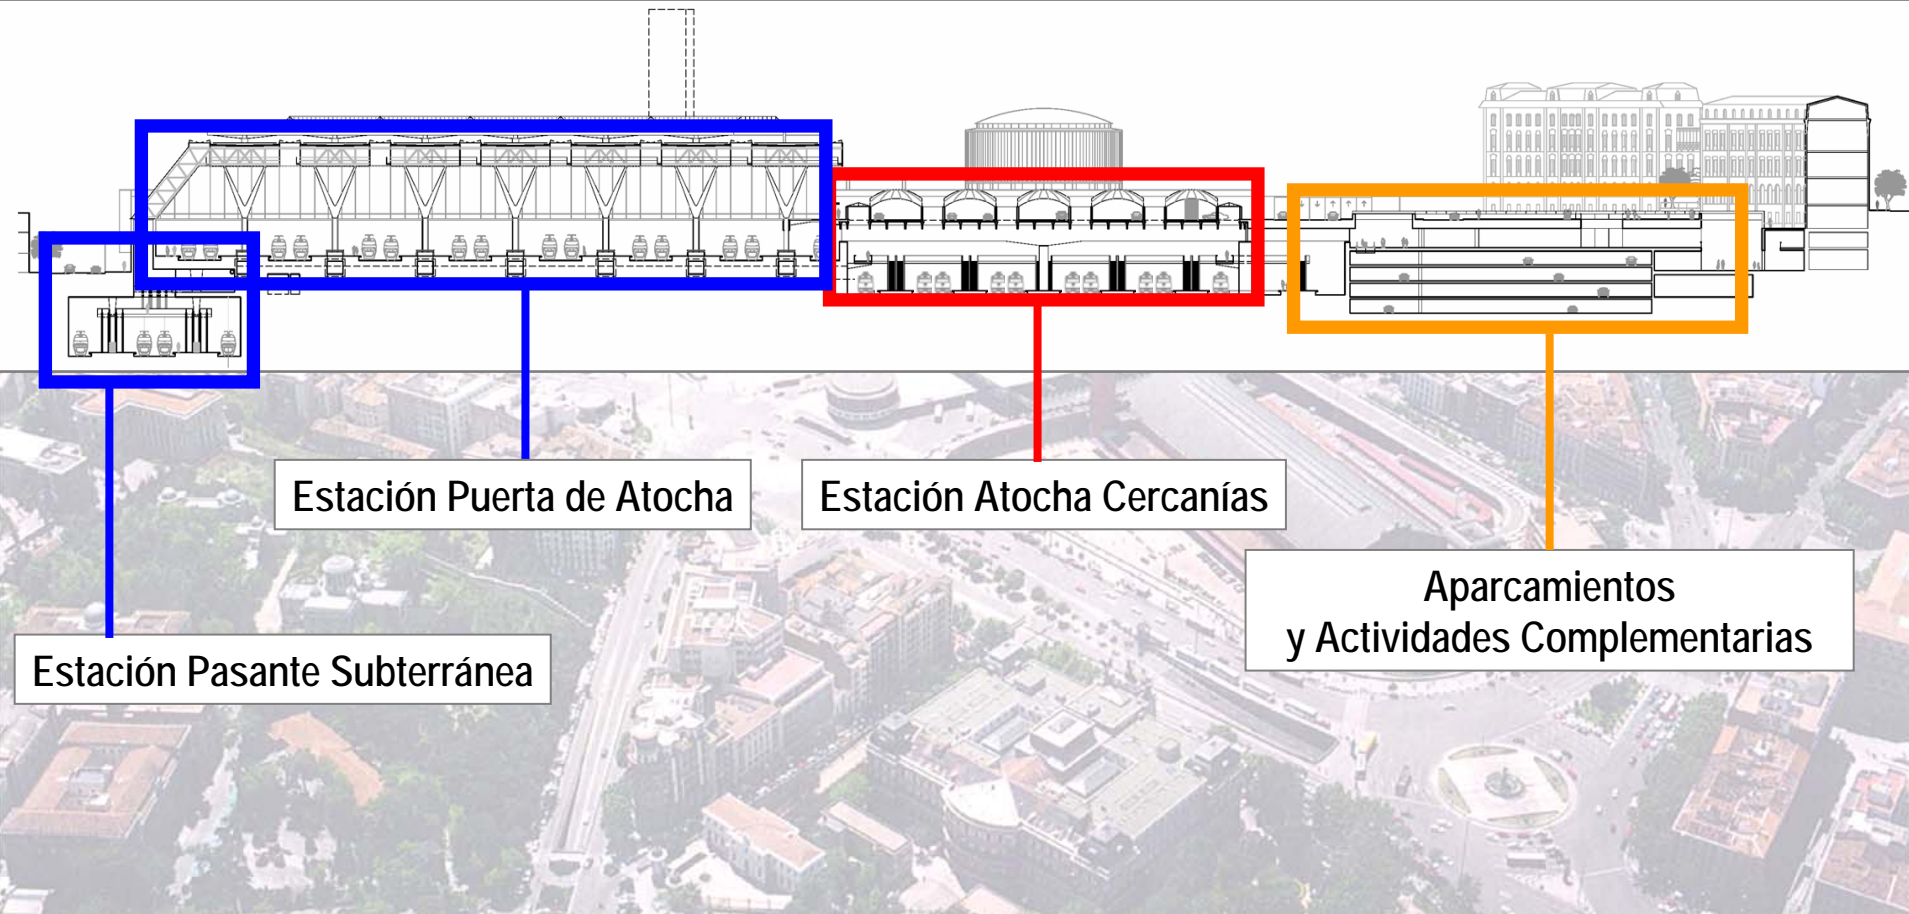 Estación Puerta de Atocha
Estación Atocha Cercanías
Aparcamientos
y Actividades Complementarias
Estación Pasante Subterránea